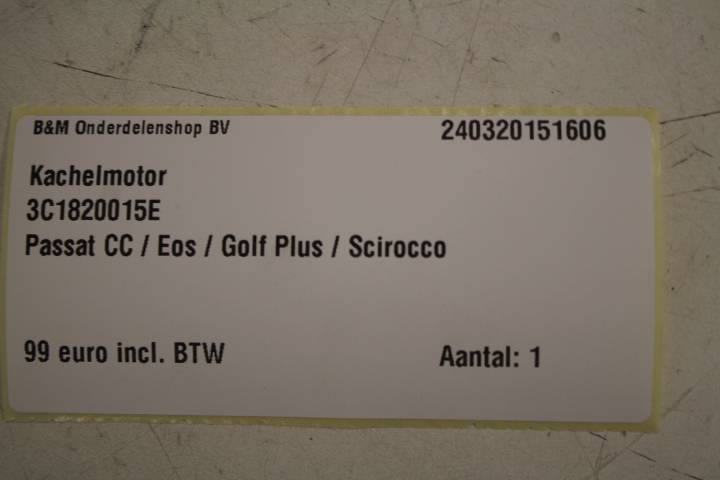 B&M Onderdelenshop BV 240320151606
Kachelmotor
3C1820015E
Passat CC / Eos / Golf Plus / Scirocco
99 euro incl. BTW Aantal: 1